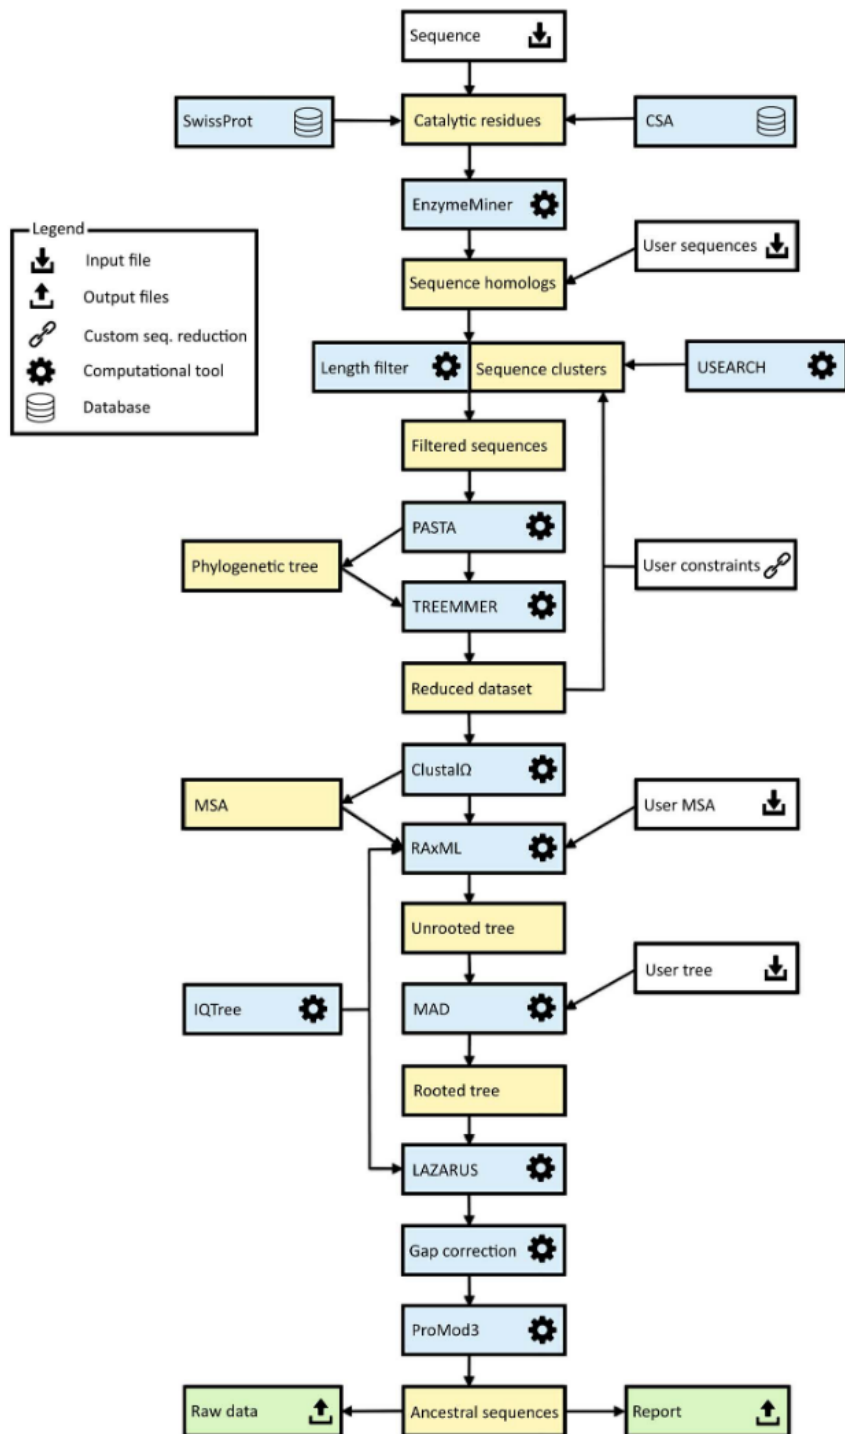 Sequence
SwissProt
Catalytic residues
CSA
EnzymeMiner
Legend
Input file
Output files
Custom seq. reduction
Computational tool
Database
User sequences
Sequence homologs
Length filter
Sequence clusters
USEARCH
Filtered sequences
PASTA
Phylogenetic tree
User constraints
TREEMMER
Reduced dataset
ClustalΩ
MSA
User MSA
RAxML
Unrooted tree
User tree
IQTree
MAD
Rooted tree
LAZARUS
Gap correction
ProMod3
Raw data
Ancestral sequences
Report